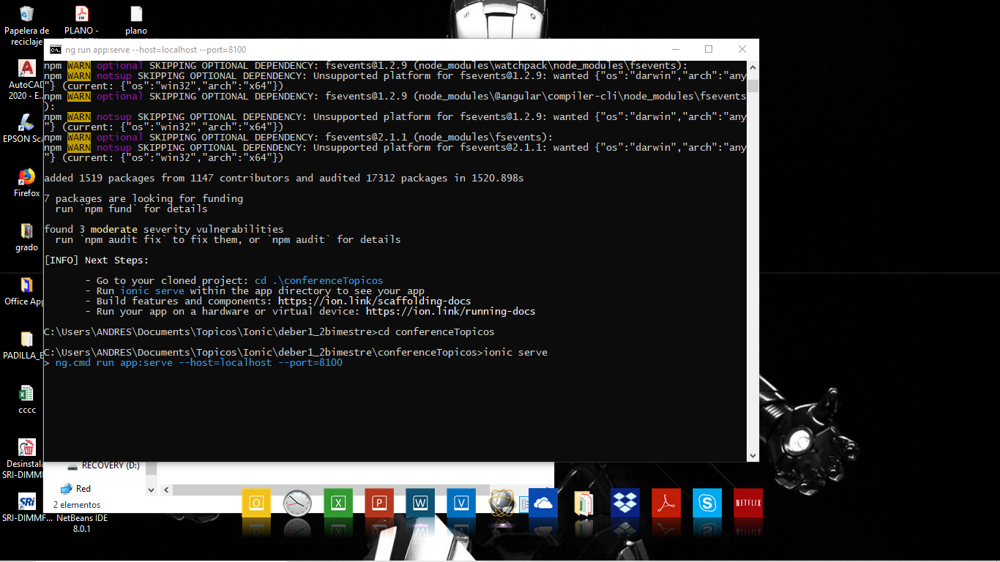 Papelera de reciclaje
PLANO -
plano
AutoCAD 2020 - E...
EPSON Sca
Firefox
grado
Office App
PADILLA_E
cccc
Desinstala SRI-DIMM
SRi
SRI-DIMMF...
NetBeans IDE 8.0.1
ng run app:serve --host=localhost --port=8100
npm WARN optional SKIPPING OPTIONAL DEPENDENCY: fsevents@1.2.9 (node_modules\watchpack\node_modules\fsevents):
npm WARN notsup SKIPPING OPTIONAL DEPENDENCY: Unsupported platform for fsevents@1.2.9: wanted {"os":"darwin","arch":"any
"} (current: {"os":"win32","arch":"x64"})
npm WARN optional SKIPPING OPTIONAL DEPENDENCY: fsevents@1.2.9 (node_modules\@angular\compiler-cli\node_modules\fsevents
):
npm WARN notsup SKIPPING OPTIONAL DEPENDENCY: Unsupported platform for fsevents@1.2.9: wanted {"os":"darwin","arch":"any
"} (current: {"os":"win32","arch":"x64"})
npm WARN optional SKIPPING OPTIONAL DEPENDENCY: fsevents@2.1.1 (node_modules\fsevents):
npm WARN notsup SKIPPING OPTIONAL DEPENDENCY: Unsupported platform for fsevents@2.1.1: wanted {"os":"darwin","arch":"any
"} (current: {"os":"win32","arch":"x64"})
added 1519 packages from 1147 contributors and audited 17312 packages in 1520.898s
7 packages are looking for funding
run `npm fund` for details
found 3 moderate severity vulnerabilities
run `npm audit fix` to fix them, or `npm audit` for details
[INFO] Next Steps:
- Go to your cloned project: cd .\conferenceTopicos
- Run ionic serve within the app directory to see your app
- Build features and components: https://ion.link/scaffolding-docs
- Run your app on a hardware or virtual device: https://ion.link/running-docs
C:\Users\ANDRES\Documents\Topicos\Ionic\deber1_2bimestre>cd conferenceTopicos
C:\Users\ANDRES\Documents\Topicos\Ionic\deber1_2bimestre\conferenceTopicos>ionic serve
> ng.cmd run app:serve --host=localhost --port=8100
RECOVERY (D:)
Red
2 elementos
NETFLIX